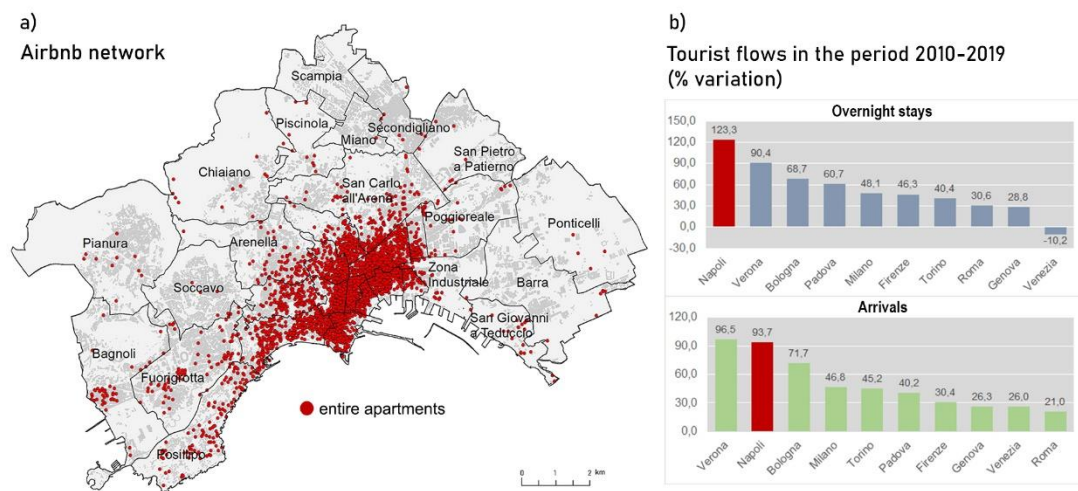 a)
Airbnb network
Scampia
Piscinola
Secondigliano
Miano
Chiaiano
San Pietro
a Patierno
San Carlo
all'Arena
Poggioreale
Ponticelli
Pianura
Arenella
Zona
Industriale
Barra
Soccavo
San Giovanni
a Teduccio
Bagnoli
Fuorigrotta
entire apartments
Posillipo
0 1 2 km
b)
Tourist flows in the period 2010-2019
(% variation)
Overnight stays
150,0
120,0
90,0
60,0
30,0
0,0
-30,0
123,3
90,4
68,7
60,7
48,1
46,3
40,4
30,6
28,8
-10,2
Napoli
Verona
Bologna
Padova
Milano
Firenze
Torino
Roma
Genova
Venezia
Arrivals
120,0
90,0
60,0
30,0
0,0
96,5
93,7
71,7
46,8
45,2
40,2
30,4
26,3
26,0
21,0
Verona
Napoli
Bologna
Milano
Torino
Padova
Firenze
Genova
Venezia
Roma